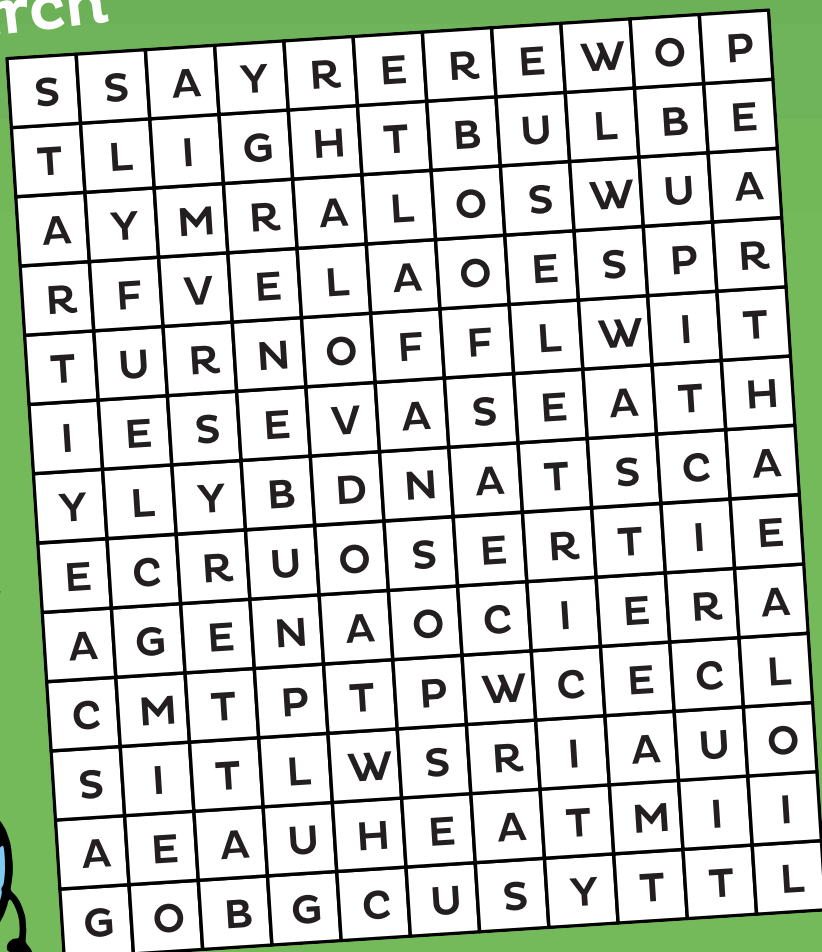 rch
S S A Y R E R E W O P
T L I G H T B U L B E
A Y M R A L O S W U A
R F V E L A O E S P R
T U R N O F F L W I T
I E S E V A S E A T H
Y L Y B D N A T S C A
E C R U O S E R T I E
A G E N A O C I E R A
C M T P T P W C E C L
S I T L W S R I A U O
A E A U H E A T M I I
G O B G C U S Y T T L